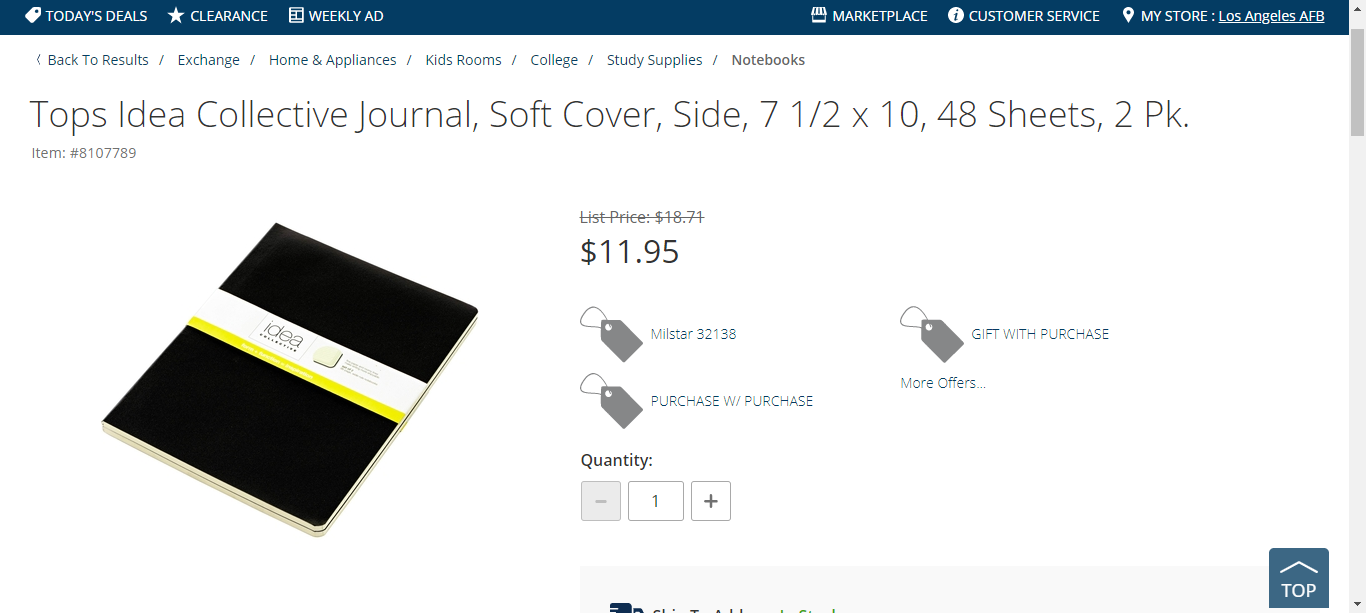 TODAY'S DEALS CLEARANCE WEEKLY AD MARKETPLACE CUSTOMER SERVICE MY STORE : Los Angeles AFB
〈 Back To Results / Exchange / Home & Appliances / Kids Rooms / College / Study Supplies / Notebooks
Tops Idea Collective Journal, Soft Cover, Side, 7 1/2 x 10, 48 Sheets, 2 Pk.
Item: #8107789
List Price: $18.71
$11.95
idea
COLLECTIVE
Milstar 32138
GIFT WITH PURCHASE
More Offers...
PURCHASE W/ PURCHASE
Quantity:
− 1 +
TOP